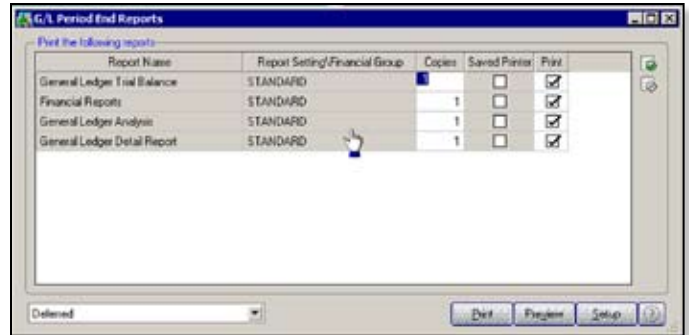 G/L Period End Reports
Print the following reports
Report Name Report Setting\Financial Group Copies Saved Printer Print
General Ledger Trial Balance STANDARD 1
Financial Reports STANDARD 1
General Ledger Analysis STANDARD 1
General Ledger Detail Report STANDARD 1
Deferred Print Preview Setup